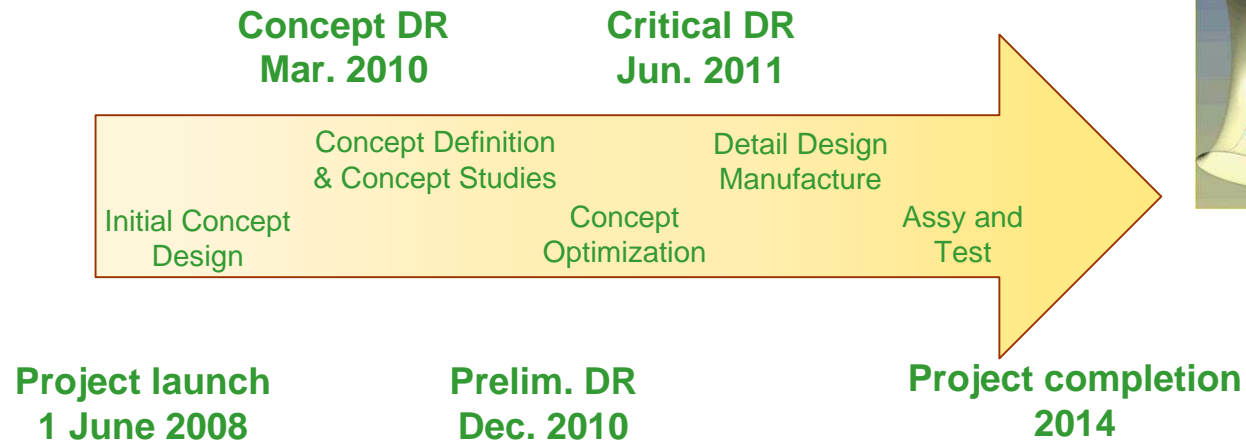 Concept DR
Mar. 2010
Critical DR
Jun. 2011
Concept Definition
& Concept Studies
Detail Design
Manufacture
Initial Concept
Design
Concept
Optimization
Assy and
Test
Project launch
1 June 2008
Prelim. DR
Dec. 2010
Project completion
2014